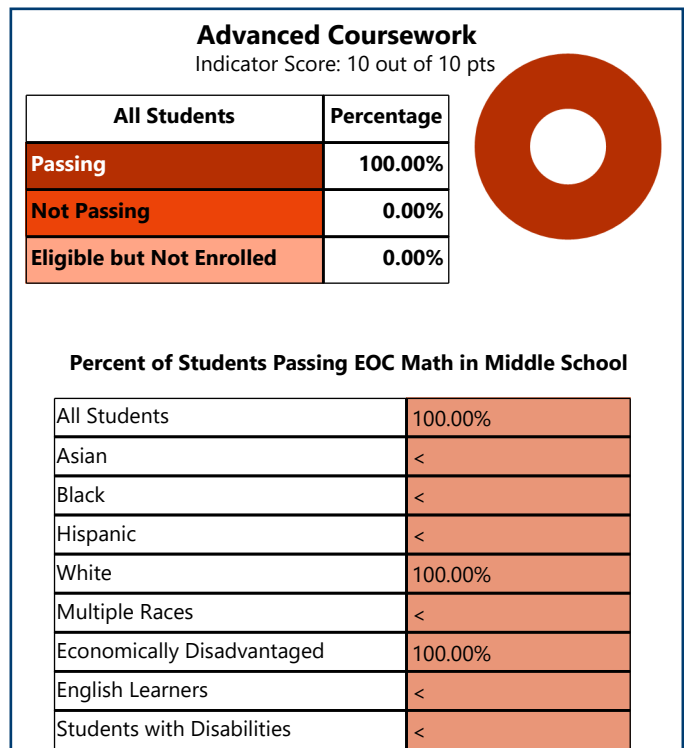 Advanced Coursework
Indicator Score: 10 out of 10 pts
All Students Percentage
Passing 100.00%
Not Passing 0.00%
Eligible but Not Enrolled 0.00%
Percent of Students Passing EOC Math in Middle School
All Students 100.00%
Asian <
Black <
Hispanic <
White 100.00%
Multiple Races <
Economically Disadvantaged 100.00%
English Learners <
Students with Disabilities <